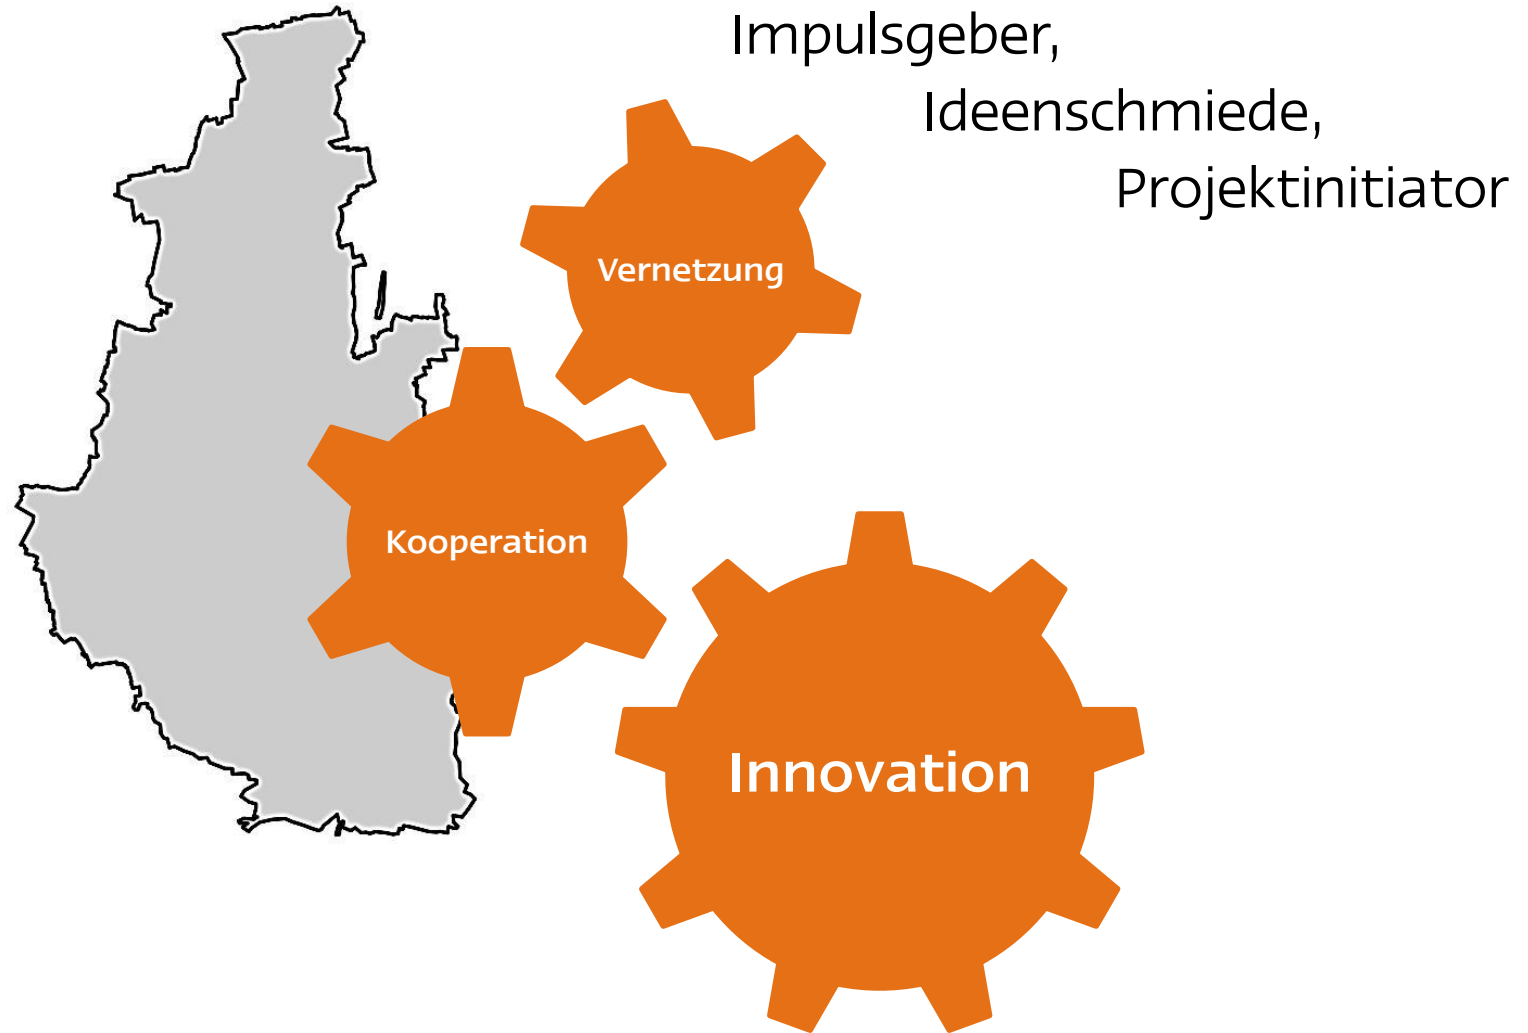 Impulsgeber,
Ideenschmiede,
Projektinitiator
Vernetzung
Kooperation
Innovation